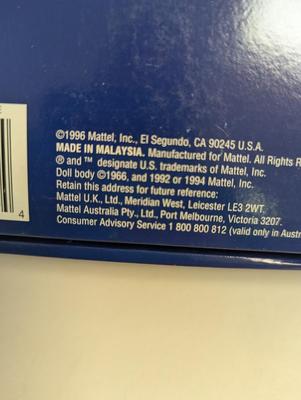 E
©1996 Mattel, Inc., El Segundo, CA 90245 U.S.A.
MADE IN MALAYSIA. Manufactured for Mattel. All Rights R
® and ™ designate U.S. trademarks of Mattel, Inc.
Doll body ©1966, and 1992 or 1994 Mattel, Inc.
Retain this address for future reference:
Mattel U.K., Ltd., Meridian West, Leicester LE3 2WT.
Mattel Australia Pty., Ltd., Port Melbourne, Victoria 3207.
Consumer Advisory Service 1 800 800 812 (valid only in Austr
4